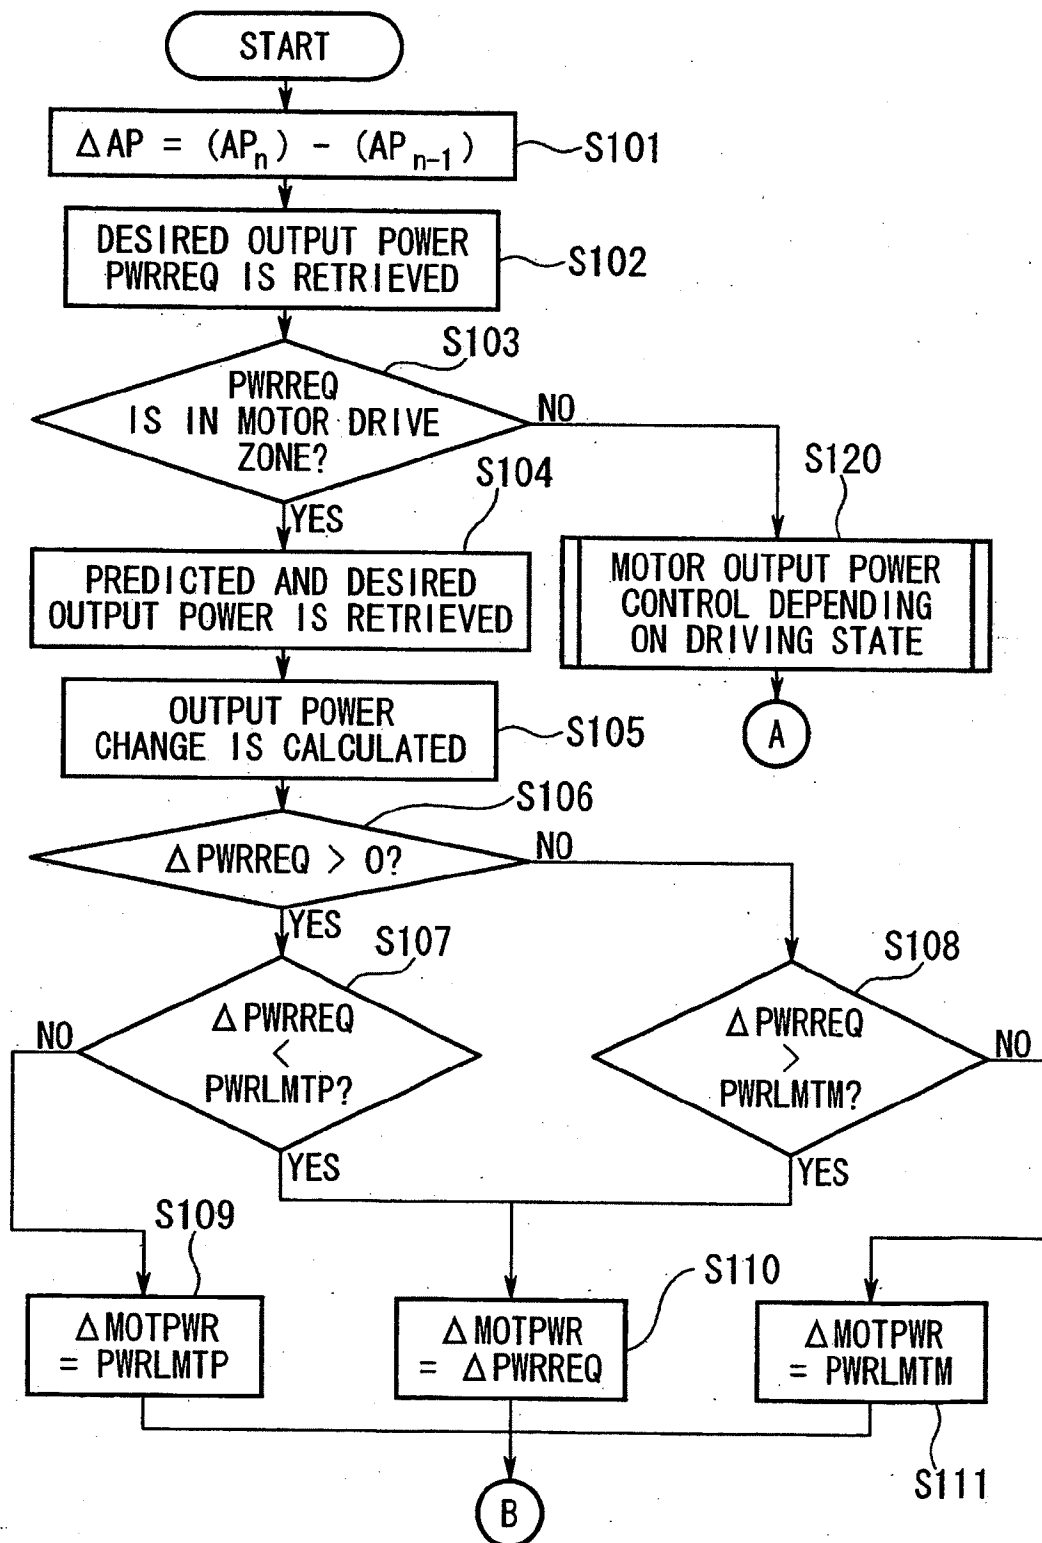 START
ΔAP = (APn) - (APn-1)
S101
DESIRED OUTPUT POWER
PWRREQ IS RETRIEVED
S102
S103
PWRREQ
IS IN MOTOR DRIVE
ZONE?
NO
YES
S104
PREDICTED AND DESIRED
OUTPUT POWER IS RETRIEVED
S120
MOTOR OUTPUT POWER
CONTROL DEPENDING
ON DRIVING STATE
A
OUTPUT POWER
CHANGE IS CALCULATED
S105
S106
ΔPWRREQ > 0?
NO
YES
S107
ΔPWRREQ
<
PWRLMTP?
NO
YES
S108
ΔPWRREQ
>
PWRLMTM?
NO
YES
S109
ΔMOTPWR
= PWRLMTP
S110
ΔMOTPWR
= ΔPWRREQ
ΔMOTPWR
= PWRLMTM
S111
B